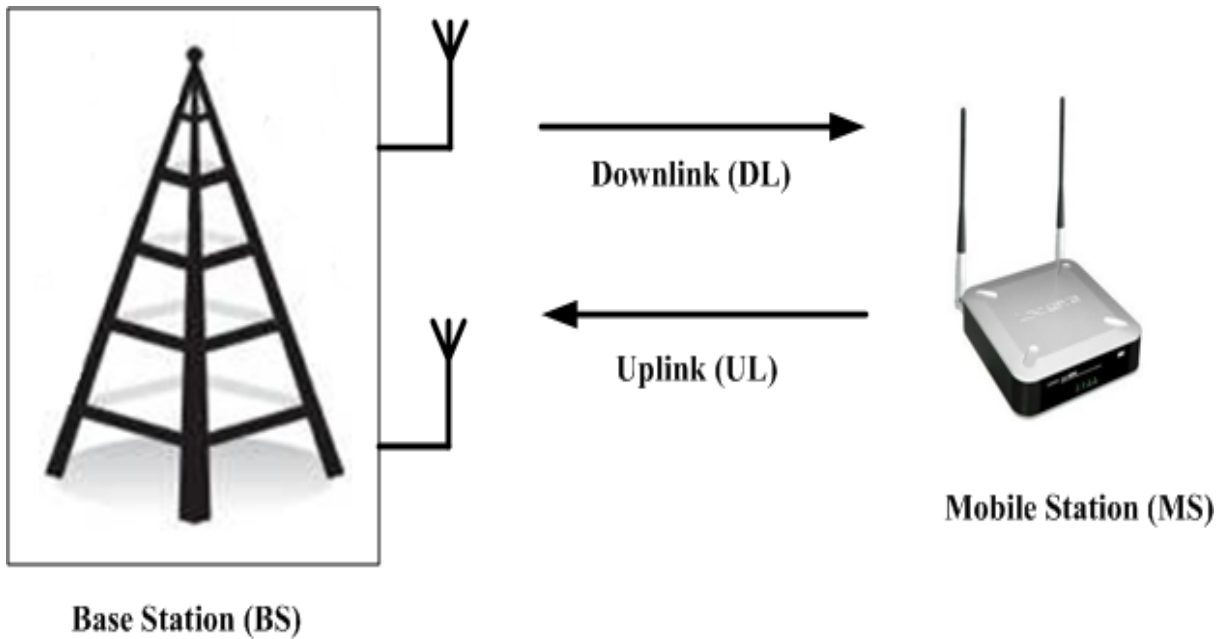 Downlink (DL)
Uplink (UL)
Mobile Station (MS)
Base Station (BS)